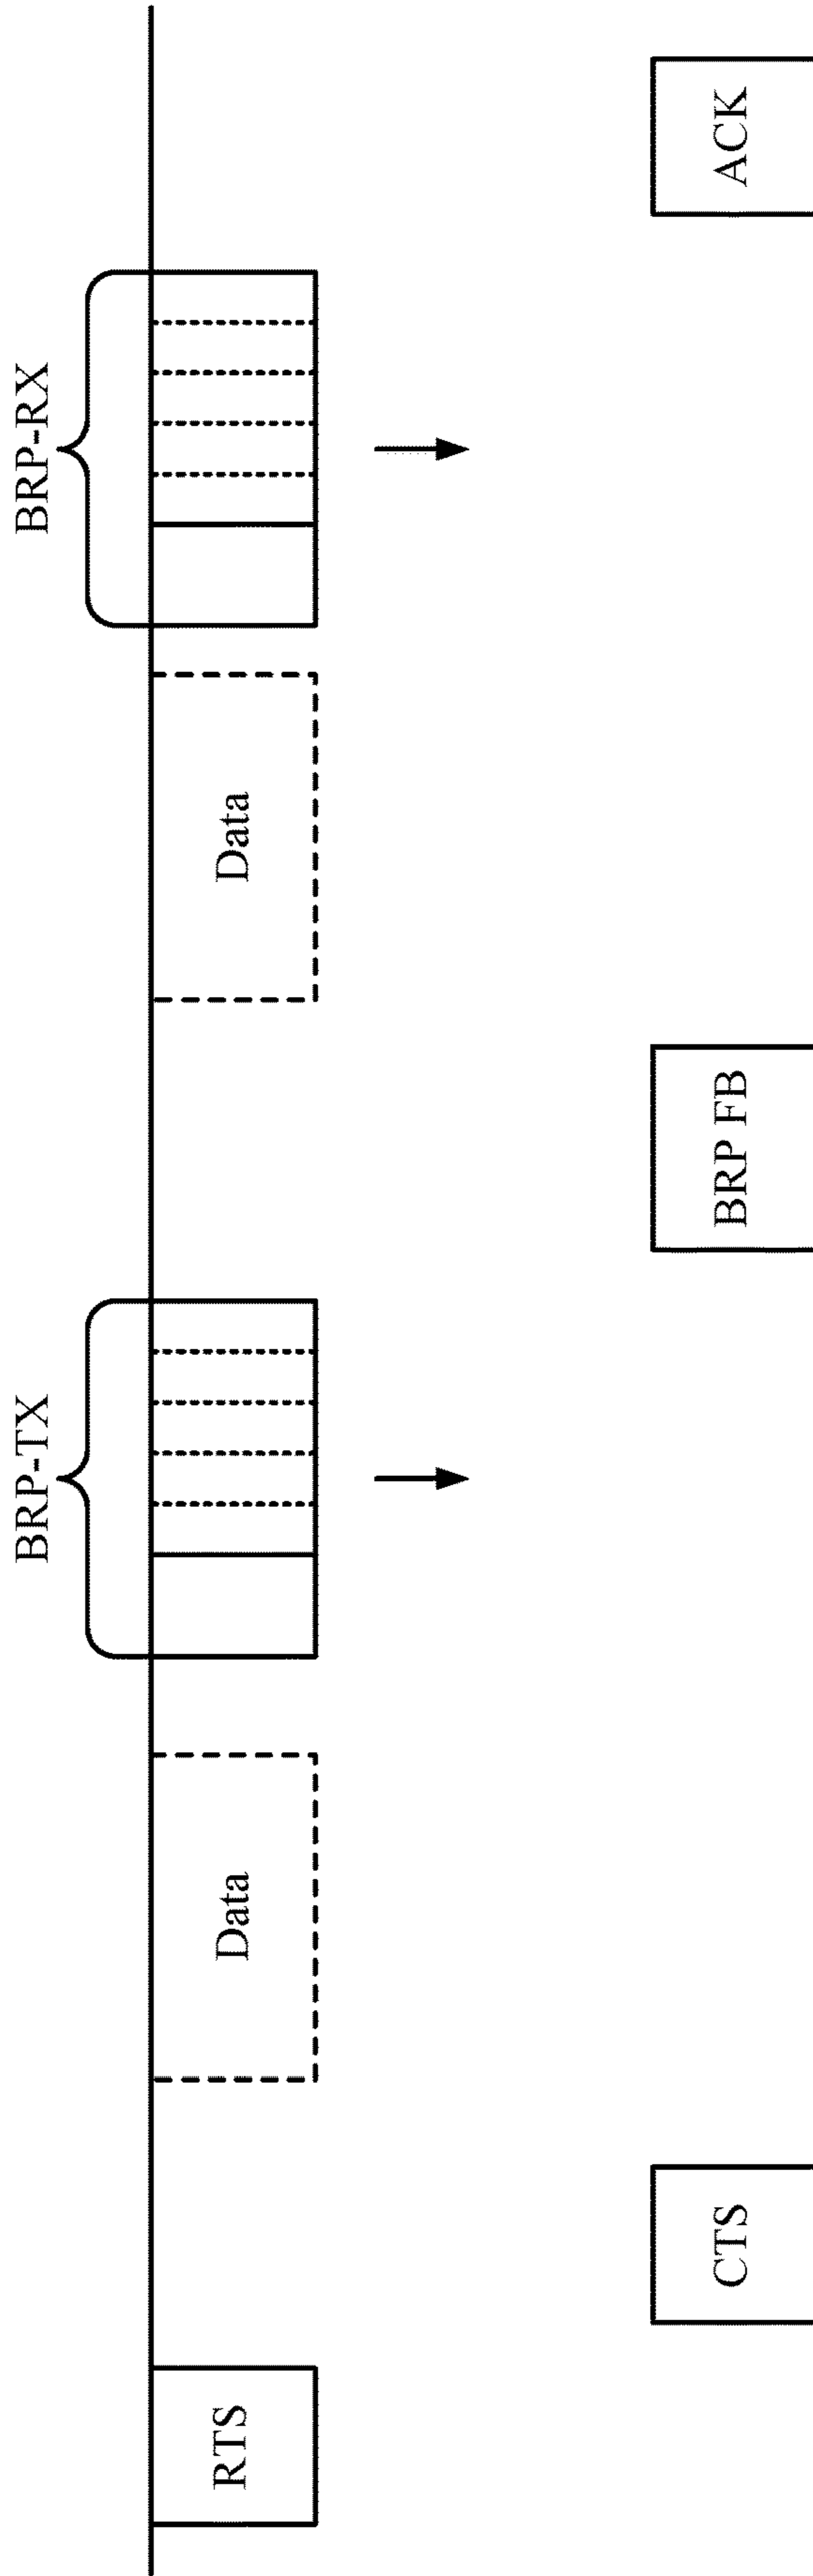 BRP-TX
BRP-RX
RTS
Data
Data
CTS
BRP FB
ACK